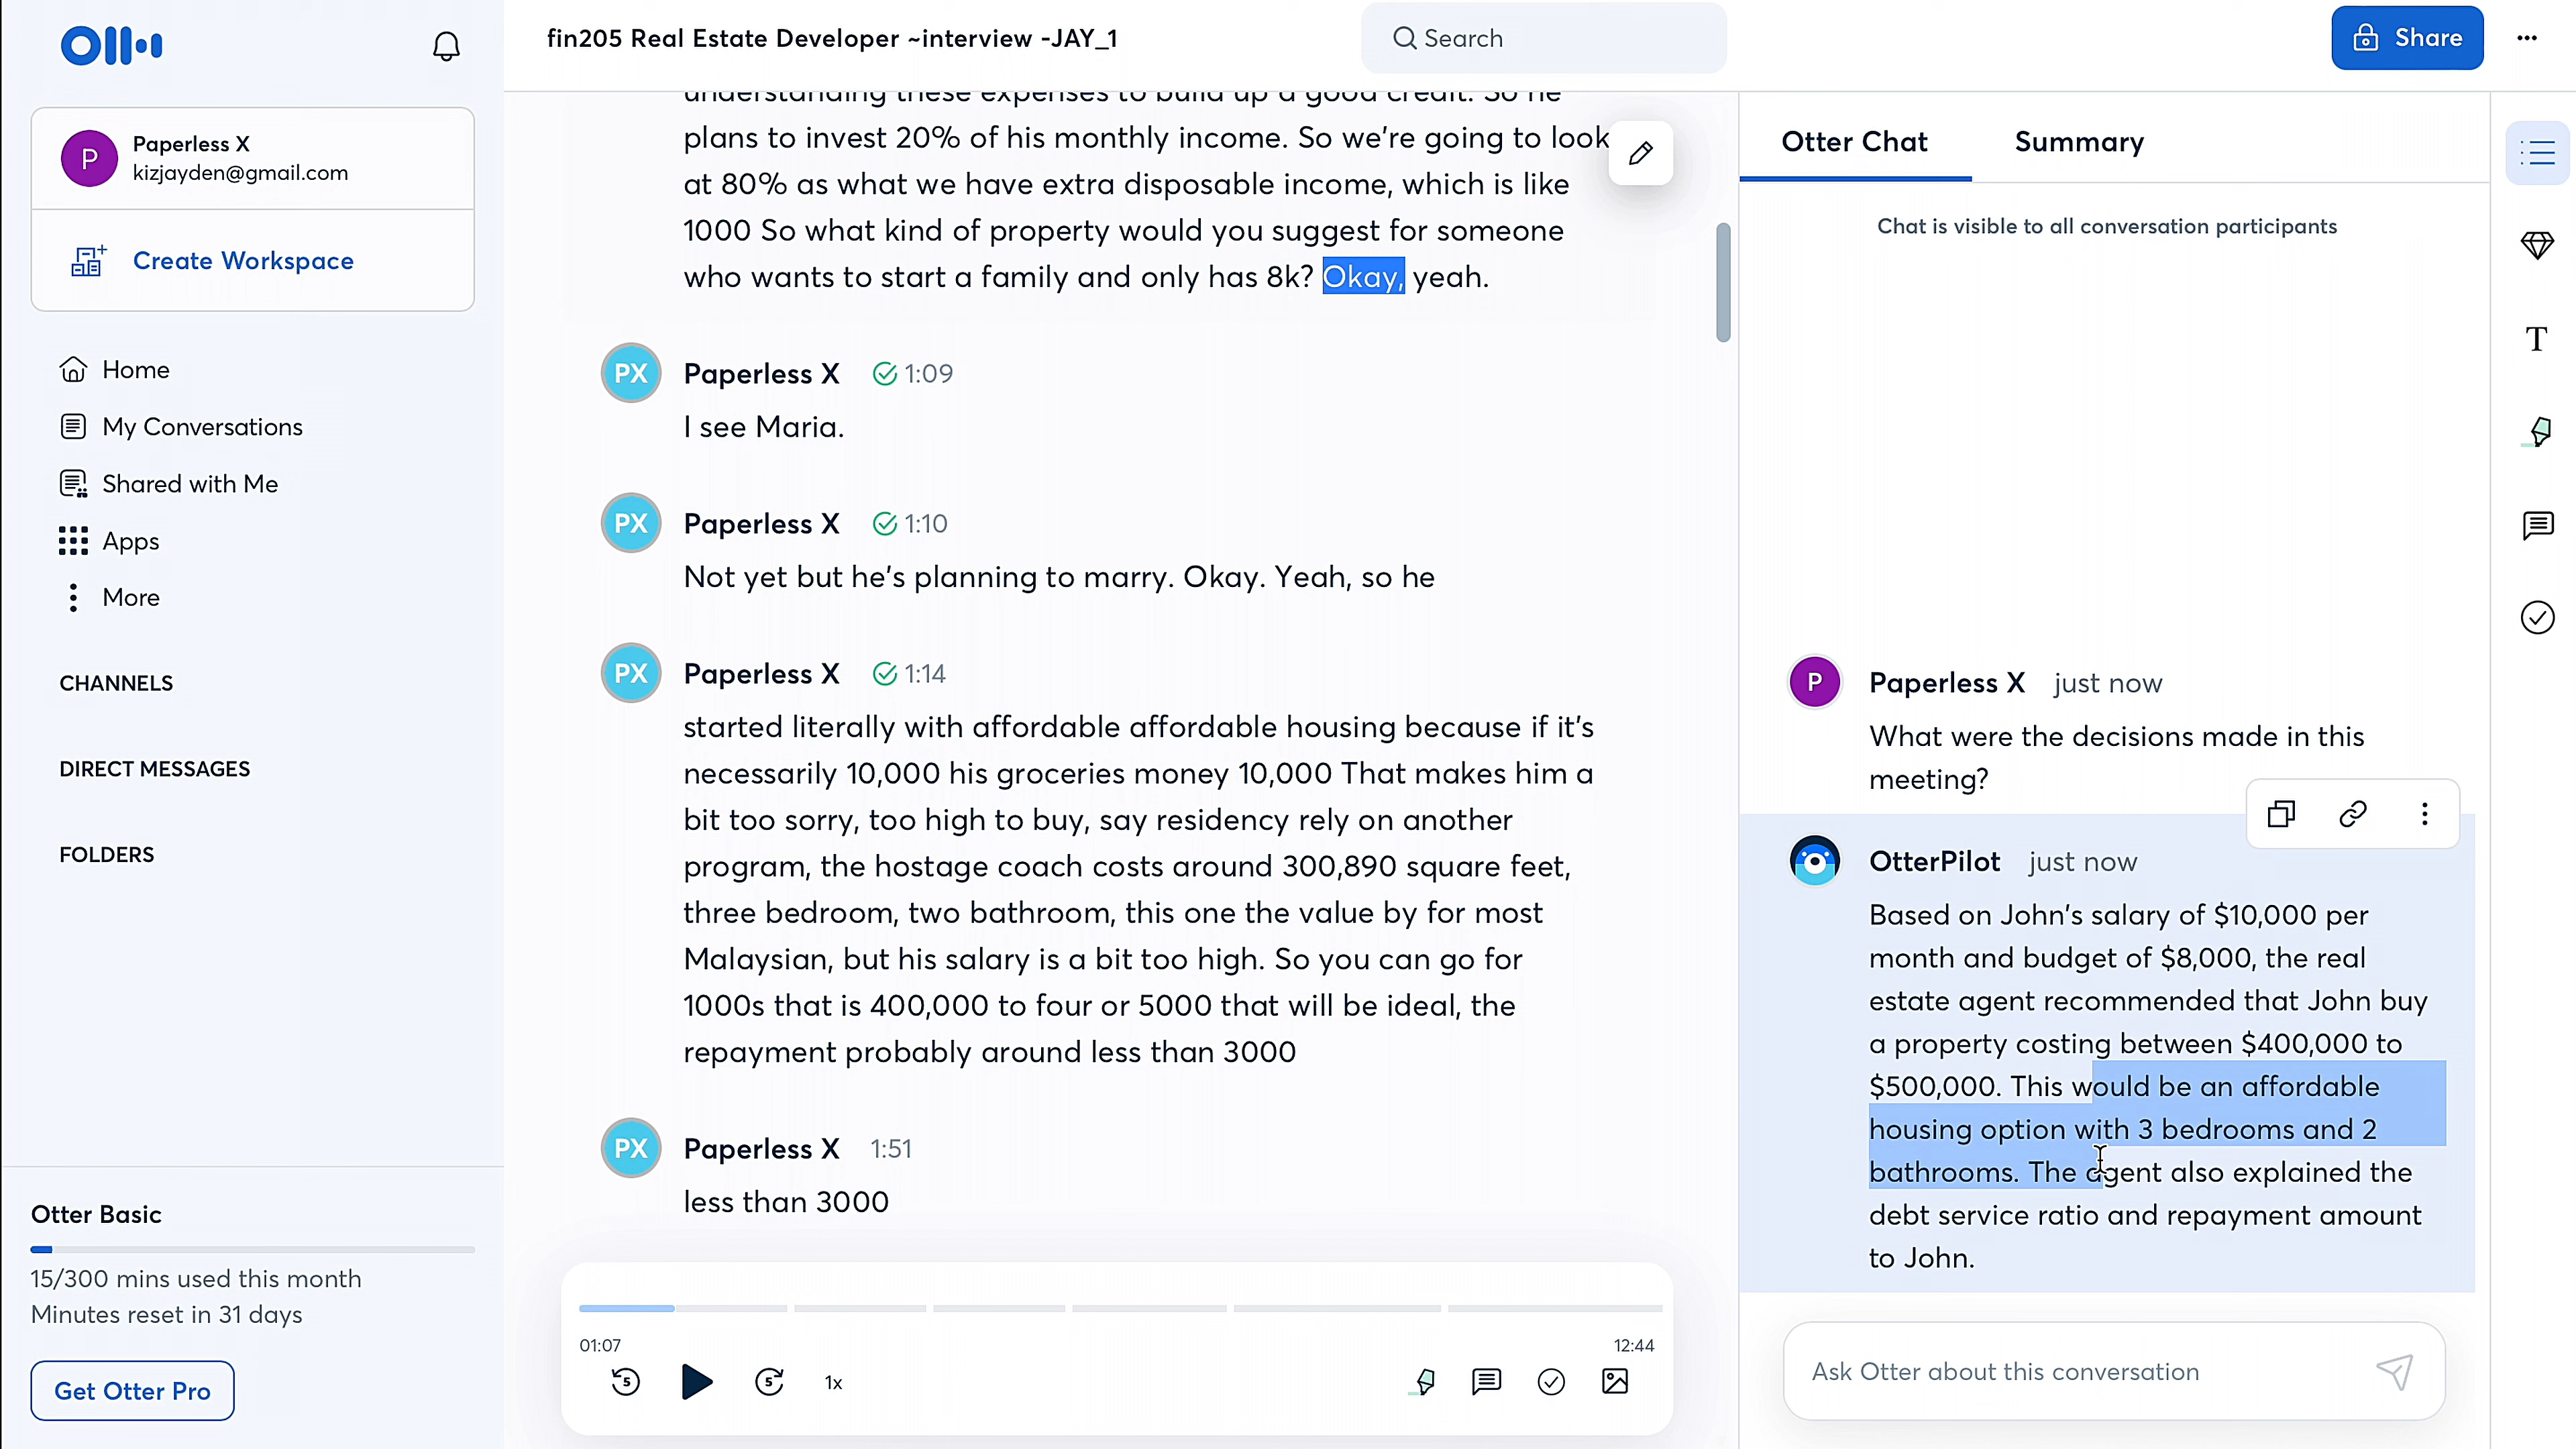 fin205 Real Estate Developer ~interview -JAY_1
Search
Share
P
Paperless X
kizjayden@gmail.com
Create Workspace
Home
My Conversations
Shared with Me
Apps
More
CHANNELS
DIRECT MESSAGES
FOLDERS
Otter Basic
15/300 mins used this month
Minutes reset in 31 days
Get Otter Pro
understanding these expenses to build up a good credit. So he
plans to invest 20% of his monthly income. So we're going to look
at 80% as what we have extra disposable income, which is like
1000 So what kind of property would you suggest for someone
who wants to start a family and only has 8k? Okay, yeah.
PX Paperless X 1:09
I see Maria.
PX Paperless X 1:10
Not yet but he's planning to marry. Okay. Yeah, so he
PX Paperless X 1:14
started literally with affordable affordable housing because if it's
necessarily 10,000 his groceries money 10,000 That makes him a
bit too sorry, too high to buy, say residency rely on another
program, the hostage coach costs around 300,890 square feet,
three bedroom, two bathroom, this one the value by for most
Malaysian, but his salary is a bit too high. So you can go for
1000s that is 400,000 to four or 5000 that will be ideal, the
repayment probably around less than 3000
PX Paperless X 1:51
less than 3000
01:07
12:44
5
5
1x
Otter Chat Summary
Chat is visible to all conversation participants
P Paperless X just now
What were the decisions made in this
meeting?
OtterPilot just now
Based on John's salary of $10,000 per
month and budget of $8,000, the real
estate agent recommended that John buy
a property costing between $400,000 to
$500,000. This would be an affordable
housing option with 3 bedrooms and 2
bathrooms. The agent also explained the
debt service ratio and repayment amount
to John.
Ask Otter about this conversation
T